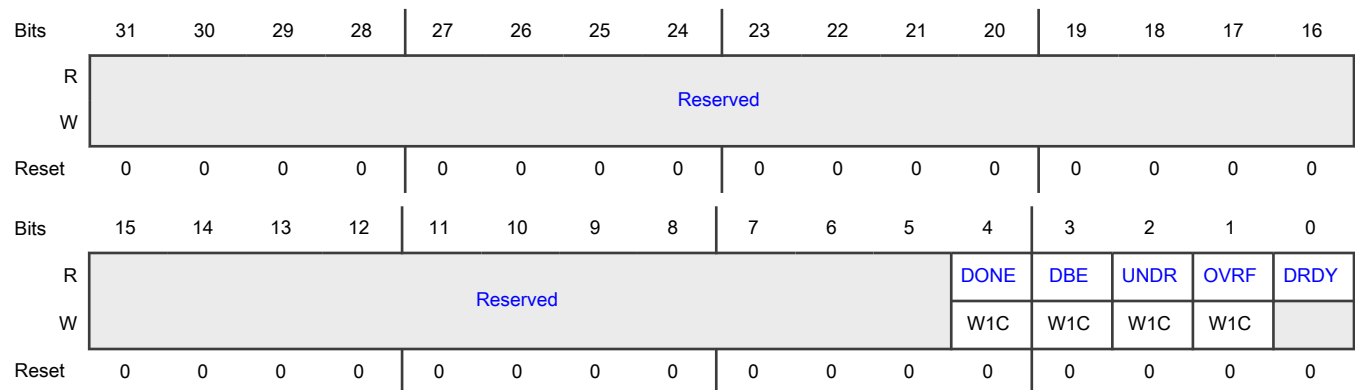 Bits 31 30 29 28 27 26 25 24 23 22 21 20 19 18 17 16
R
Reserved
W
Reset 0 0 0 0 0 0 0 0 0 0 0 0 0 0 0 0
Bits 15 14 13 12 11 10 9 8 7 6 5 4 3 2 1 0
R DONE DBE UNDR OVRF DRDY
Reserved
W W1C W1C W1C W1C
Reset 0 0 0 0 0 0 0 0 0 0 0 0 0 0 0 0